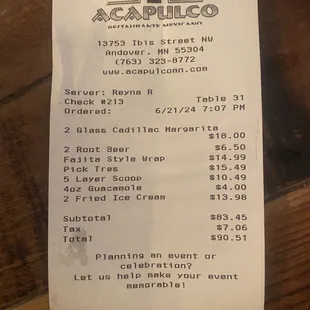 ACAPULCO
RESTAURANTE MEXICANO
13753 Ibis Street NW
Andover, MN 55304
(763) 323-8772
www.acapulcomn.com
Server: Reyna R
Check #213 Table 31
Ordered: 6/21/24 7:07 PM
2 Glass Cadillac Margarita
$18.00
2 Root Beer $6.50
Fajita Style Wrap $14.99
Pick Tres $15.49
5 Layer Scoop $10.49
4oz Guacamole $4.00
2 Fried Ice Cream $13.98
Subtotal $83.45
Tax $7.06
Total $90.51
Planning an event or
celebration?
Let us help make your event
memorable!